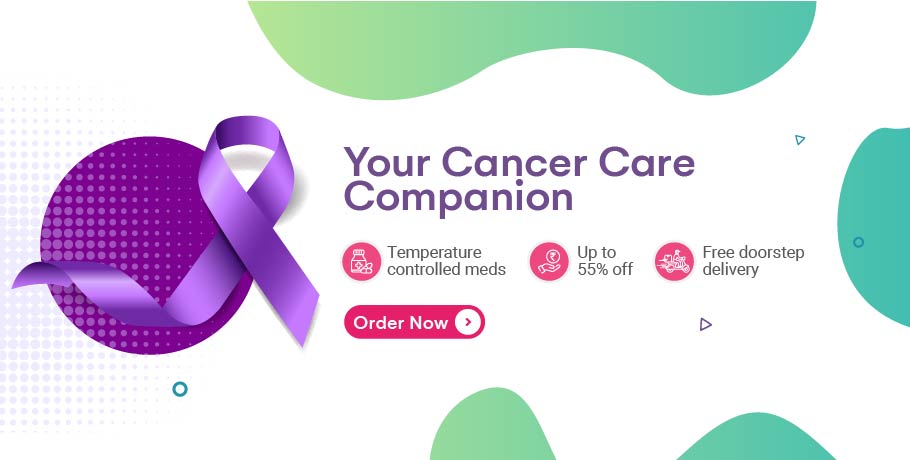 Your Cancer Care
Companion
Temperature
controlled meds
Up to
55% off
Free doorstep
delivery
Order Now